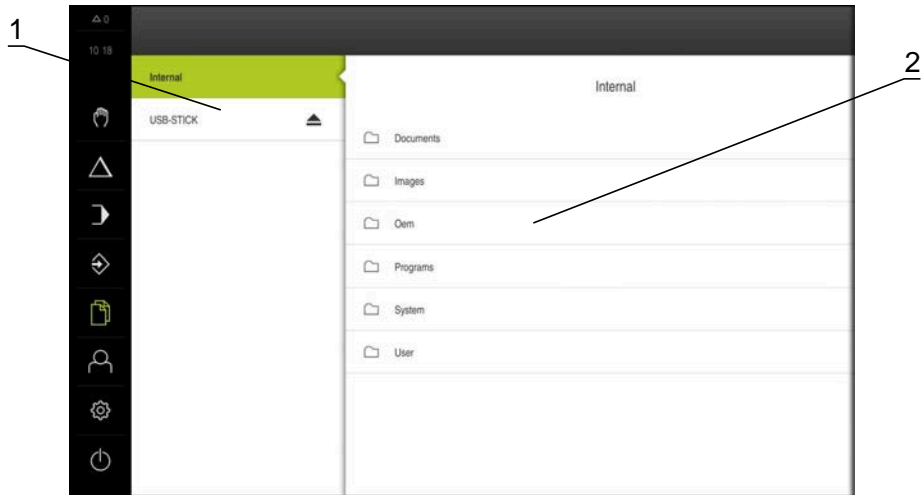 1
0
10 18
Internal
USB-STICK
Internal
Documents
Images
Oem
Programs
System
User
2